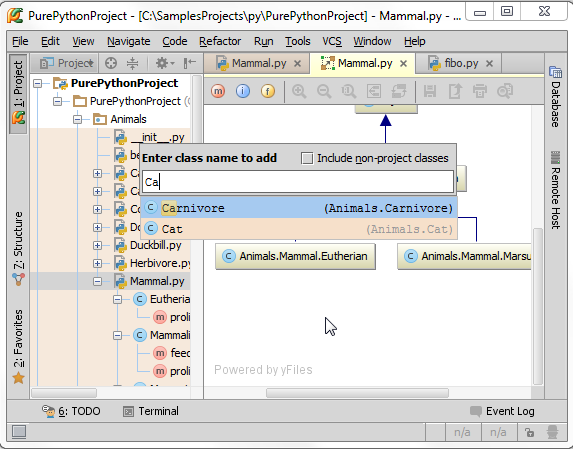 PurePythonProject - [C:\SamplesProjects\py\PurePythonProject] - Mammal.py - ...
File Edit View Navigate Code Refactor Run Tools VCS Window Help
1: Project
Z: Structure
2: Favorites
Project
Mammal.py
Mammal.py
fibo.py
PurePythonProject
PurePythonProject
Animals
__init__.py
be
Ca
Ca
Co
Do
Duckbill.py
Herbivore.py
Mammal.py
Eutheria
proli
Mammali
feed
proli
Enter class name to add
Include non-project classes
Ca
Carnivore (Animals.Carnivore)
Cat (Animals.Cat)
Animals.Mammal.Eutherian
Animals.Mammal.Marsu
Powered by yFiles
Database
Remote Host
6: TODO
Terminal
Event Log
n/a
n/a